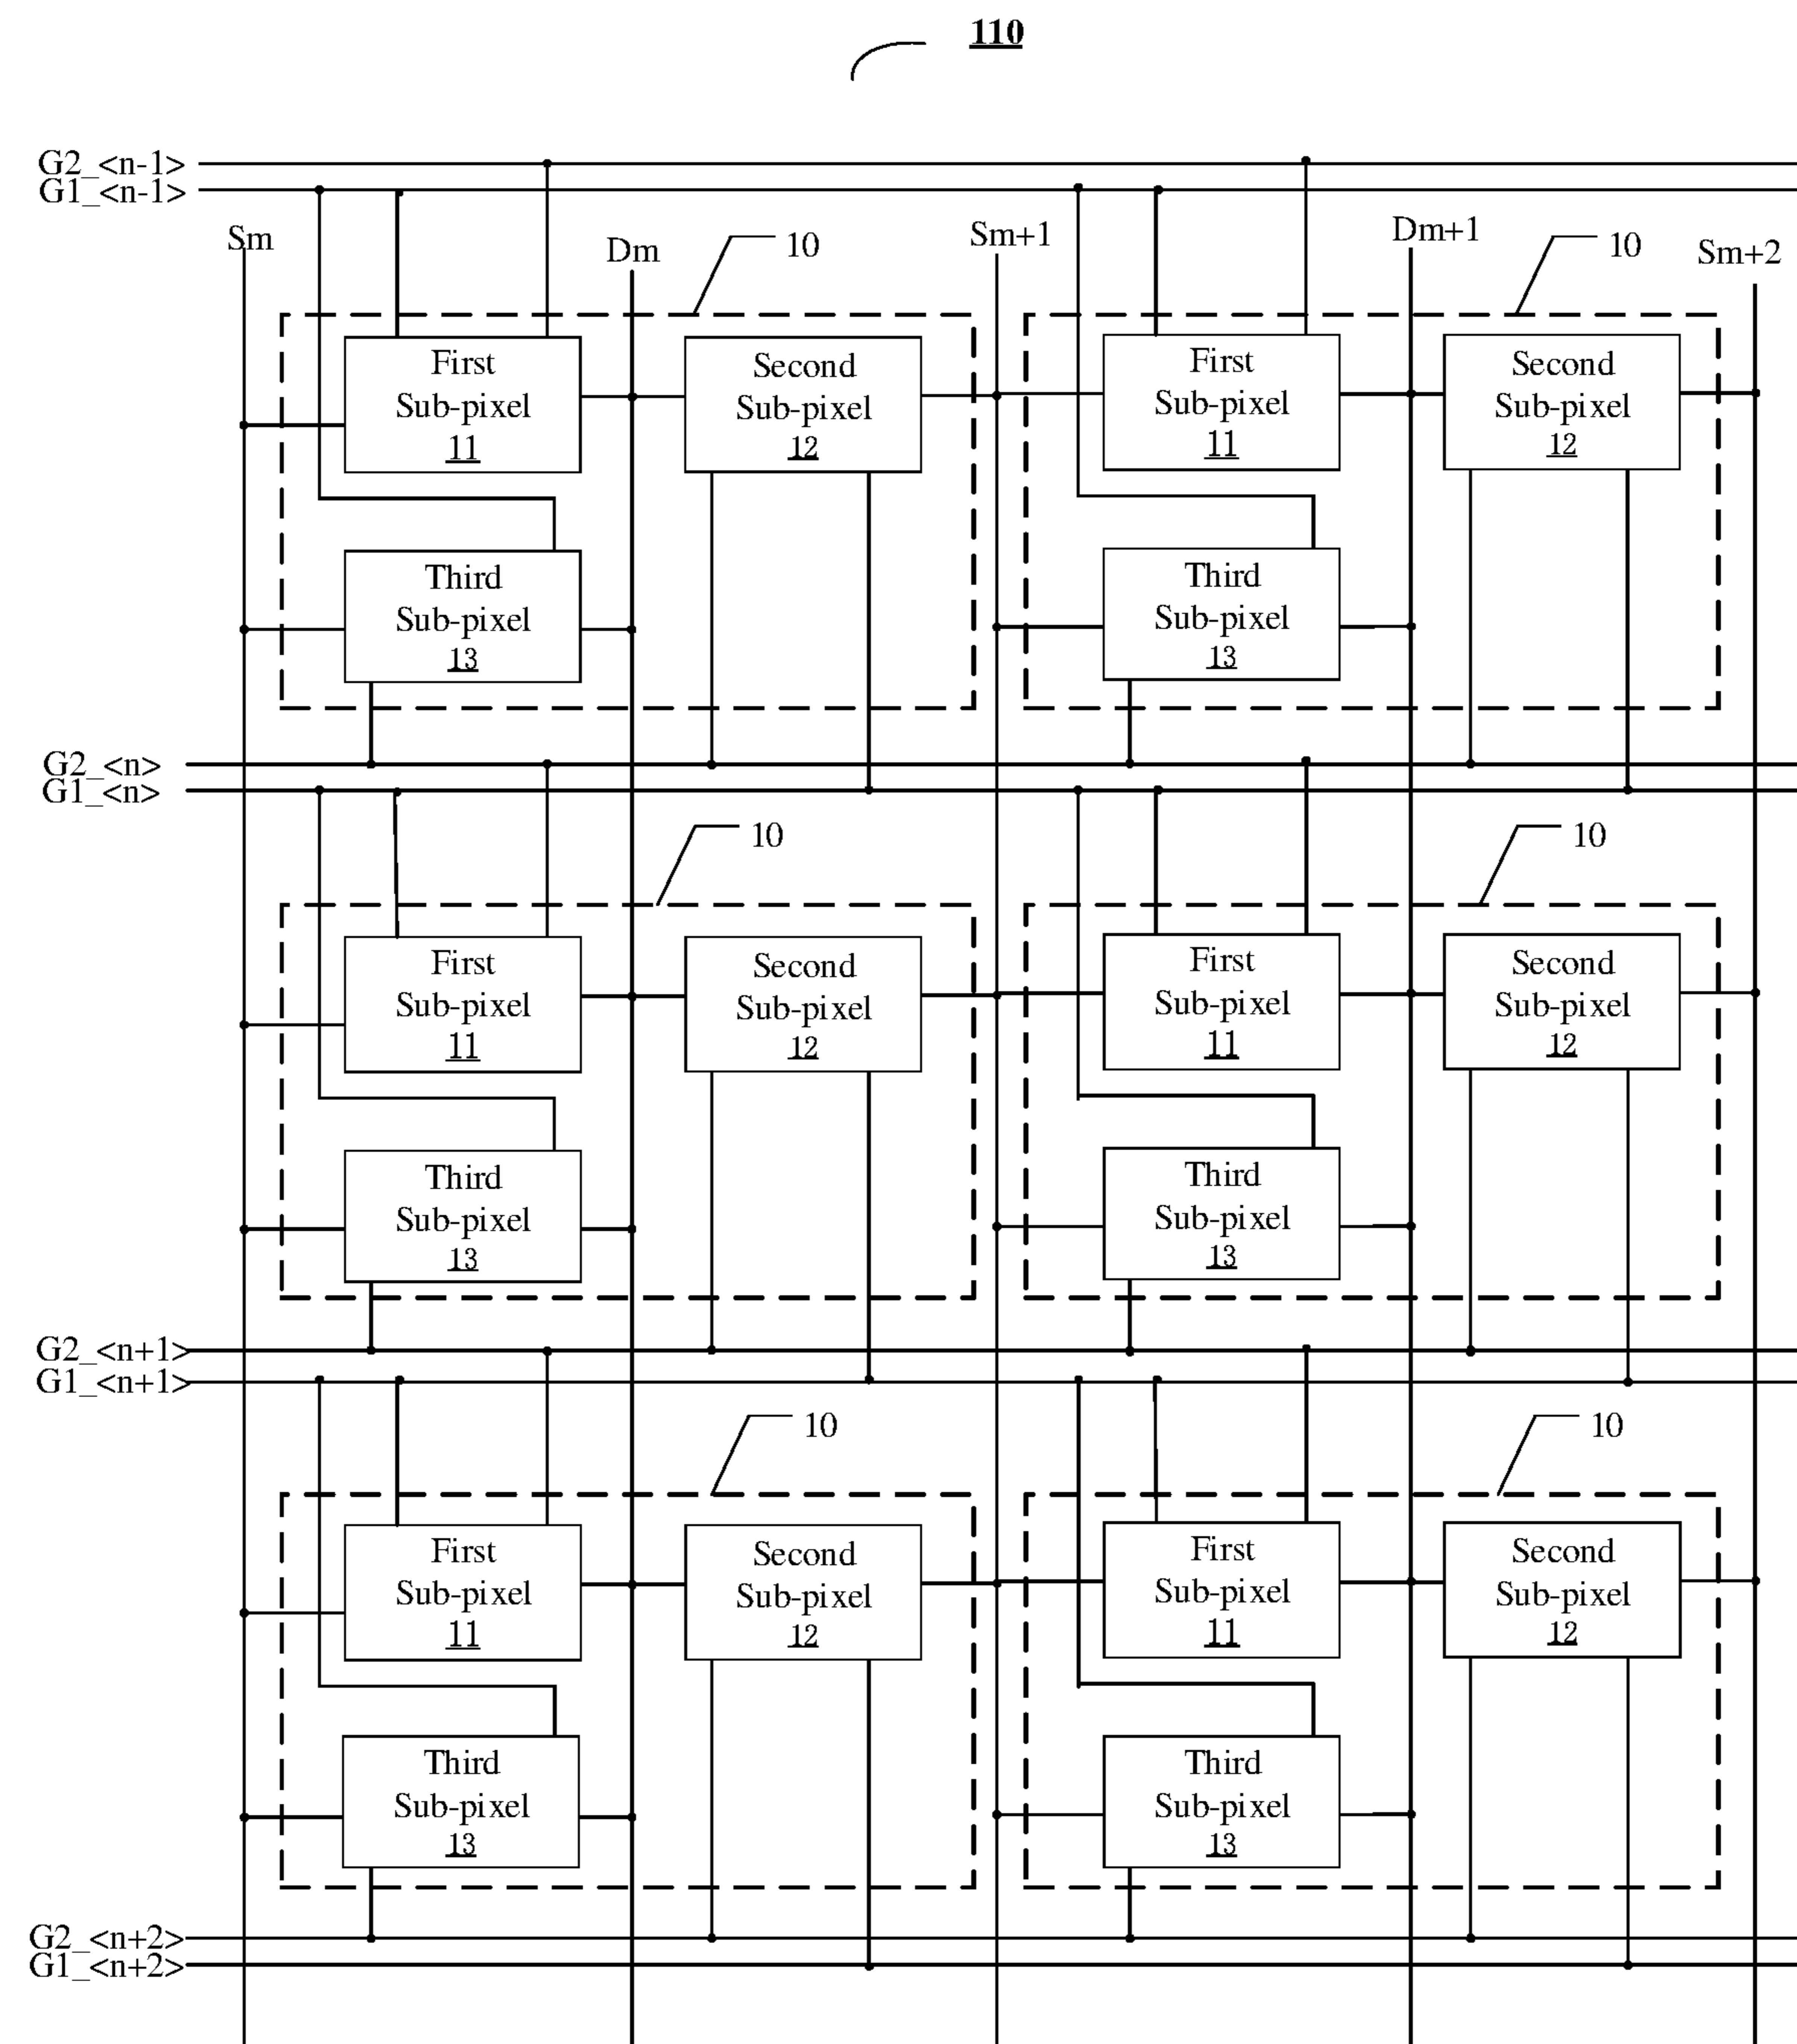 110
G2_<n-1>
G1_<n-1>
Sm
Dm
10
Sm+1
Dm+1
10
Sm+2
First
Sub-pixel
11
Second
Sub-pixel
12
First
Sub-pixel
11
Second
Sub-pixel
12
Third
Sub-pixel
13
Third
Sub-pixel
13
G2_<n>
G1_<n>
10
10
First
Sub-pixel
11
Second
Sub-pixel
12
First
Sub-pixel
11
Second
Sub-pixel
12
Third
Sub-pixel
13
Third
Sub-pixel
13
G2_<n+1>
G1_<n+1>
10
10
First
Sub-pixel
11
Second
Sub-pixel
12
First
Sub-pixel
11
Second
Sub-pixel
12
Third
Sub-pixel
13
Third
Sub-pixel
13
G2_<n+2>
G1_<n+2>